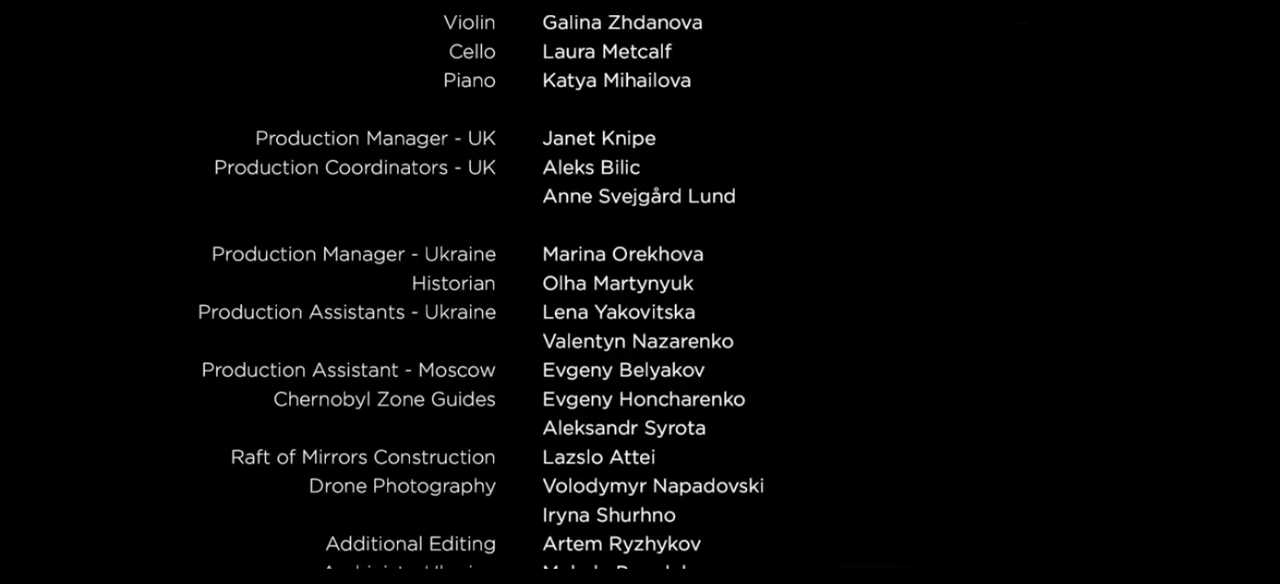 Violin Galina Zhdanova
Cello Laura Metcalf
Piano Katya Mihailova
Production Manager - UK Janet Knipe
Production Coordinators - UK Aleks Bilic
Anne Svejgård Lund
Production Manager - Ukraine Marina Orekhova
Historian Olha Martynyuk
Production Assistants - Ukraine Lena Yakovitska
Valentyn Nazarenko
Production Assistant - Moscow Evgeny Belyakov
Chernobyl Zone Guides Evgeny Honcharenko
Aleksandr Syrota
Raft of Mirrors Construction Lazslo Attei
Drone Photography Volodymyr Napadovski
Iryna Shurhno
Additional Editing Artem Ryzhykov